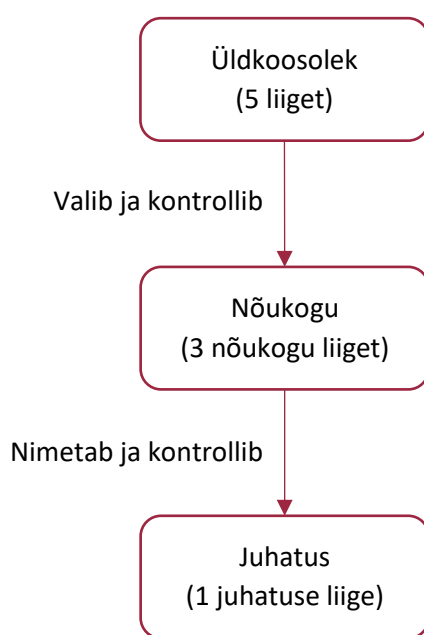 Üldkoosolek
(5 liiget)
Valib ja kontrollib
Nõukogu
(3 nõukogu liiget)
Nimetab ja kontrollib
Juhatus
(1 juhatuse liige)